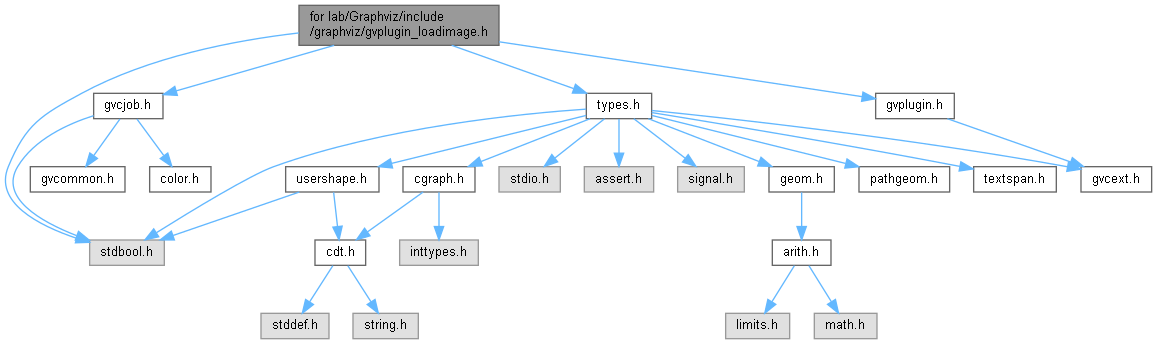 for lab/Graphviz/include
/graphviz/gvplugin_loadimage.h
gvcjob.h
types.h
gvplugin.h
gvcommon.h
color.h
usershape.h
cgraph.h
stdio.h
assert.h
signal.h
geom.h
pathgeom.h
textspan.h
gvcext.h
stdbool.h
cdt.h
inttypes.h
arith.h
stddef.h
string.h
limits.h
math.h